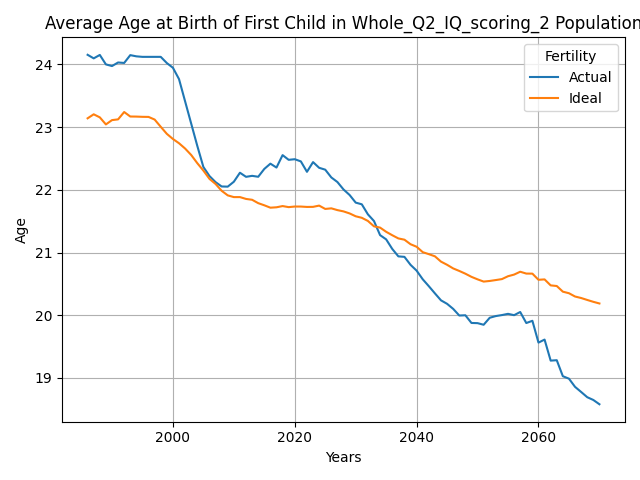 Average Age at Birth of First Child in Whole_Q2_IQ_scoring_2 Population
Fertility
Actual
Ideal
24
23
22
21
20
19
Age
2000
2020
2040
2060
Years